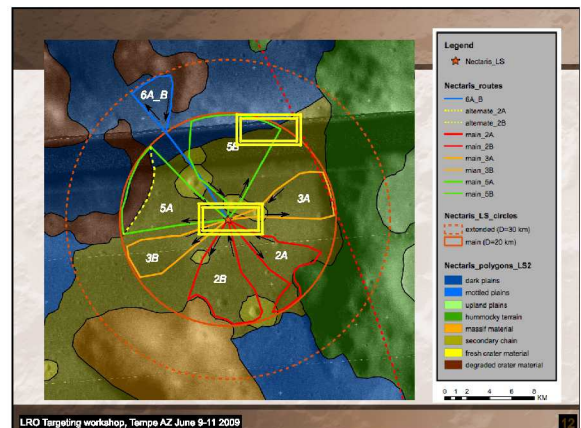 6A_B
5B
5A
3A
3B
2A
2B
Legend
Nectaris_LS
Nectaris_routes
6A_B
alternate_2A
alternate_2B
main_2A
main_2B
main_3A
mian_3B
main_5A
main_5B
Nectaris_LS_circles
extended (D=30 km)
main (D=20 km)
Nectaris_polygons_LS2
dark plains
mottled plains
upland plains
hummocky terrain
massif material
secondary chain
fresh crater material
degraded crater material
0 1 2 4 6 8
KM
LRO Targeting workshop, Tempe AZ June 9-11 2009
12